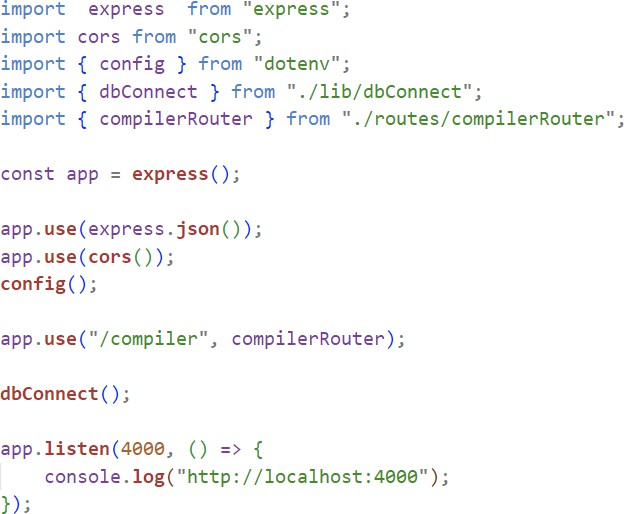 import  express  from "express";
import cors from "cors";
import { config } from "dotenv";
import { dbConnect } from "./lib/dbConnect";
import { compilerRouter } from "./routes/compilerRouter";

const app = express();

app.use(express.json());
app.use(cors());
config();

app.use("/compiler", compilerRouter);

dbConnect();

app.listen(4000, () => {
    console.log("http://localhost:4000");
});